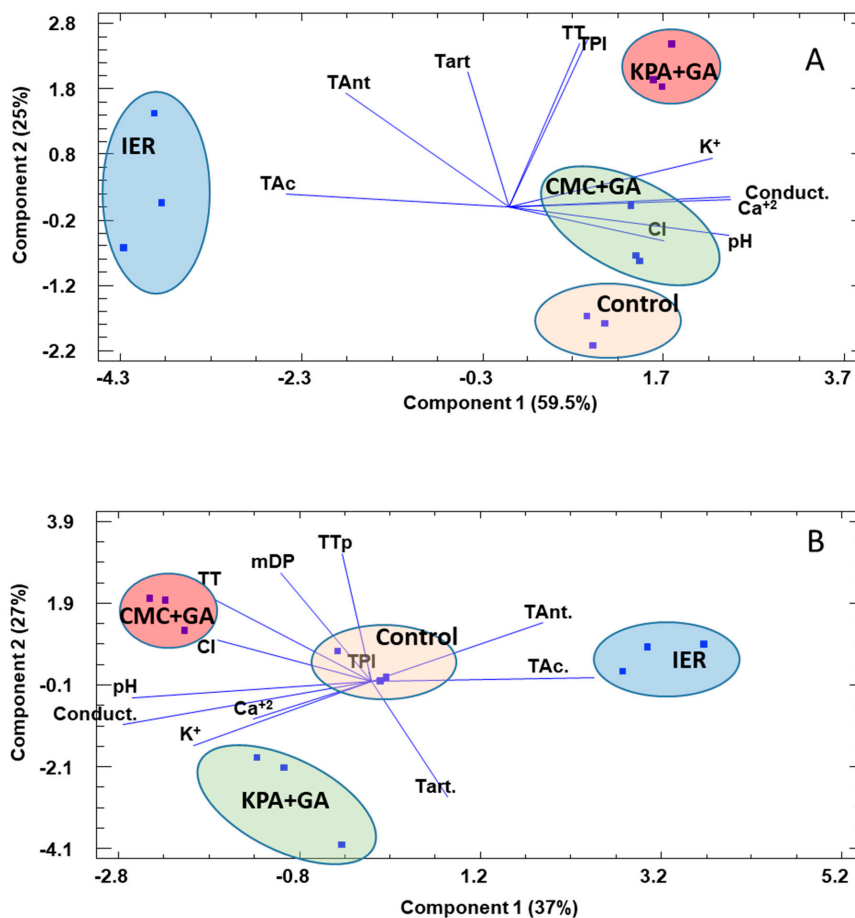 2.8
TT
TPI
A
Tart
KPA+GA
TAnt
1.8
Component 2 (25%)
IER
K⁺
0.8
CMC+GA
TAc
Conduct.
Ca⁺²
-0.2
CI
pH
-1.2
Control
-2.2
-4.3 -2.3 -0.3 1.7 3.7
Component 1 (59.5%)
3.9
TTp
B
mDP
TT
1.9
CMC+GA
TAnt.
Control
Component 2 (27%)
CI
TPI
TAc.
IER
-0.1
pH
Ca⁺²
Conduct.
K⁺
-2.1
Tart.
KPA+GA
-4.1
-2.8 -0.8 1.2 3.2 5.2
Component 1 (37%)